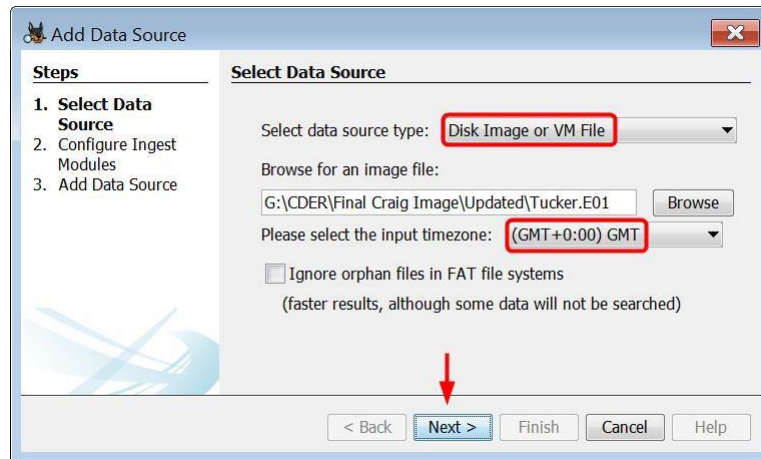 Add Data Source
Steps
1. Select Data
Source
2. Configure Ingest
Modules
3. Add Data Source
Select Data Source
Select data source type: Disk Image or VM File
Browse for an image file:
G:\CDER\Final Craig Image\Updated\Tucker.E01 Browse
Please select the input timezone: (GMT+0:00) GMT
Ignore orphan files in FAT file systems
(faster results, although some data will not be searched)
< Back Next > Finish Cancel Help